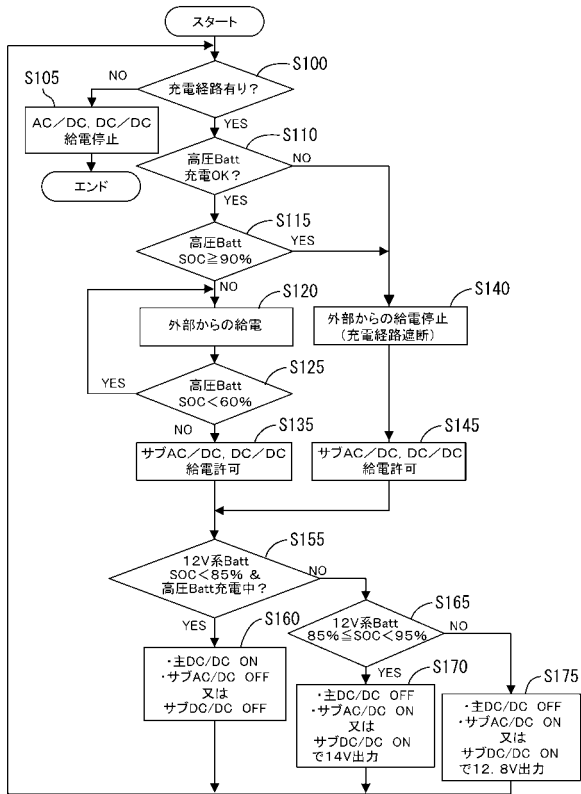 スタート
S100
充電経路有り?
NO
YES
S105
AC/DC, DC/DC
給電停止
エンド
S110
高圧Batt
充電OK?
NO
YES
S115
高圧Batt
SOC≧90%
YES
NO
S120
外部からの給電
S140
外部からの給電停止
(充電経路遮断)
S125
高圧Batt
SOC<60%
YES
NO
S135
サブAC/DC, DC/DC
給電許可
S145
サブAC/DC, DC/DC
給電許可
S155
12V系Batt
SOC<85% &
高圧Batt充電中?
NO
YES
S160
・主DC/DC ON
・サブAC/DC OFF
又は
サブDC/DC OFF
S165
12V系Batt
85%≦SOC<95%
NO
YES
S170
・主DC/DC OFF
・サブAC/DC ON
又は
サブDC/DC ON
で14V出力
S175
・主DC/DC OFF
・サブAC/DC ON
又は
サブDC/DC ON
で12.8V出力